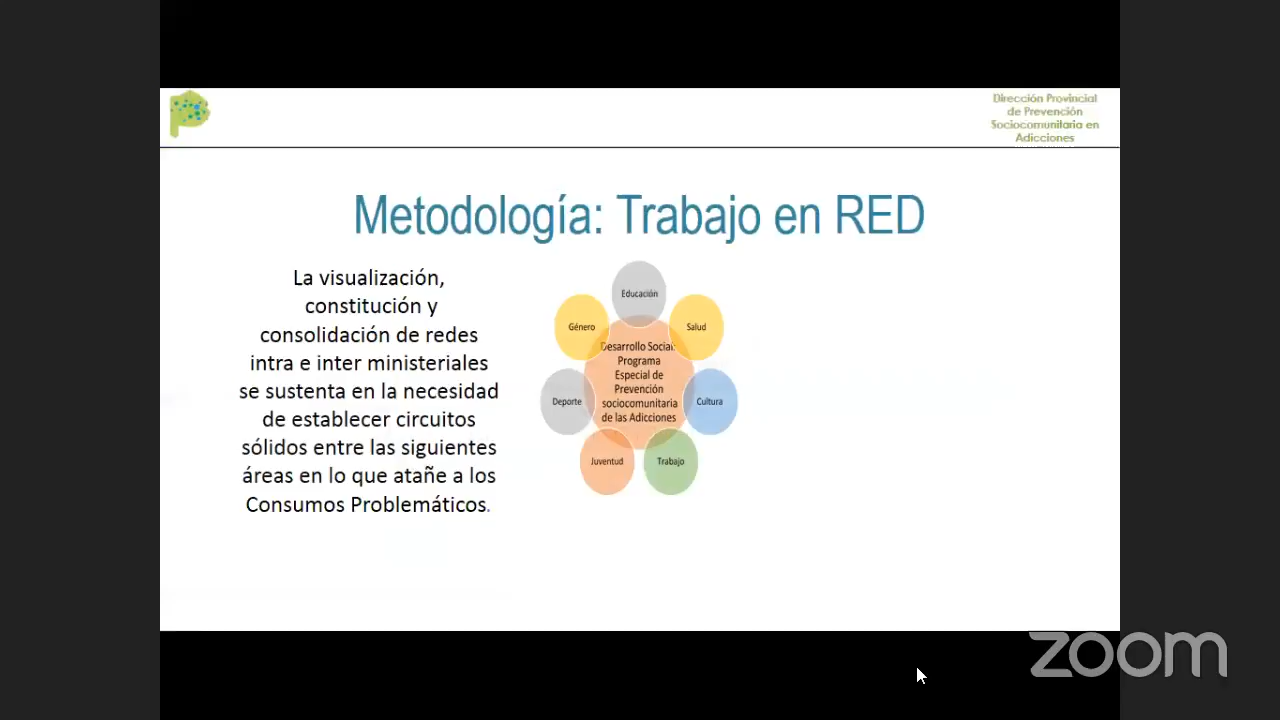 Dirección Provincial
de Prevención
Sociocomunitaria en
Adicciones
Metodología: Trabajo en RED
La visualización,
constitución y
consolidación de redes
intra e inter ministeriales
se sustenta en la necesidad
de establecer circuitos
sólidos entre las siguientes
áreas en lo que atañe a los
Consumos Problemáticos.
Educación
Género
Salud
Desarrollo Social:
Programa
Especial de
Prevención
sociocomunitaria
de las Adicciones
Deporte
Cultura
Juventud
Trabajo
zoom